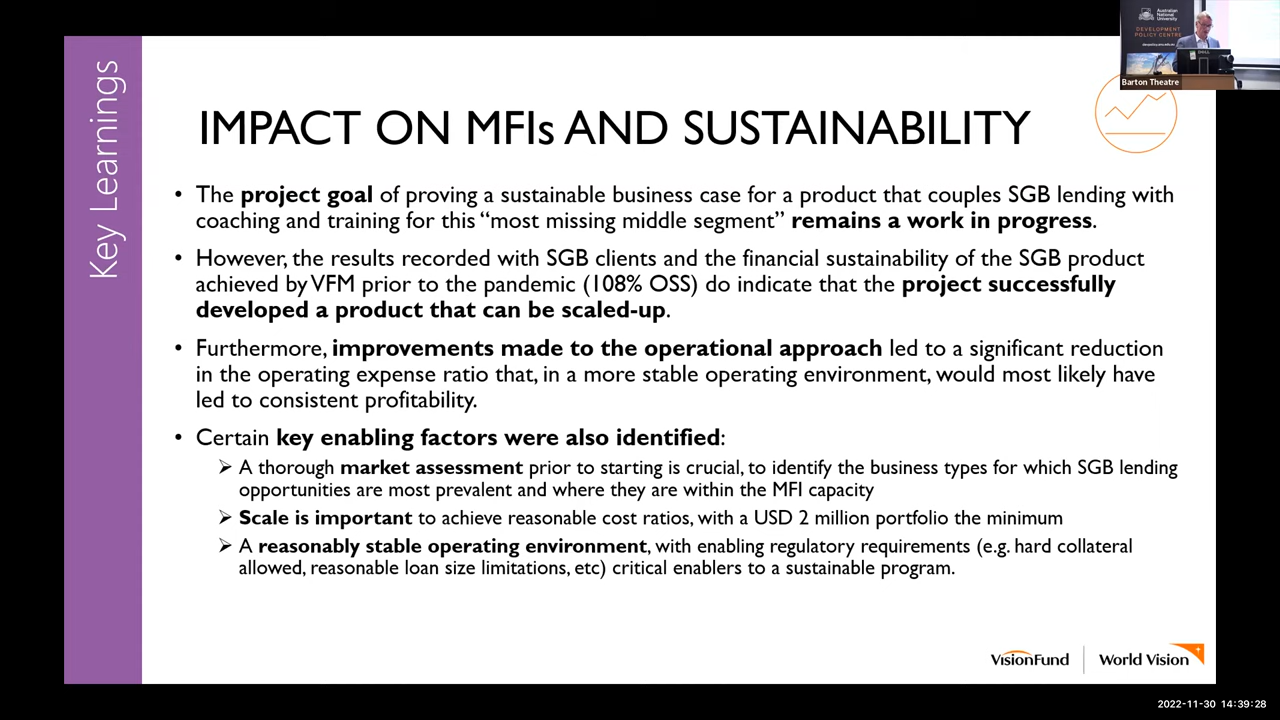 Key Learnings
IMPACT ON MFIs AND SUSTAINABILITY
• The project goal of proving a sustainable business case for a product that couples SGB lending with
coaching and training for this “most missing middle segment” remains a work in progress.
• However, the results recorded with SGB clients and the financial sustainability of the SGB product
achieved by VFM prior to the pandemic (108% OSS) do indicate that the project successfully
developed a product that can be scaled-up.
• Furthermore, improvements made to the operational approach led to a significant reduction
in the operating expense ratio that, in a more stable operating environment, would most likely have
led to consistent profitability.
• Certain key enabling factors were also identified:
➢ A thorough market assessment prior to starting is crucial, to identify the business types for which SGB lending
opportunities are most prevalent and where they are within the MFI capacity
➢ Scale is important to achieve reasonable cost ratios, with a USD 2 million portfolio the minimum
➢ A reasonably stable operating environment, with enabling regulatory requirements (e.g. hard collateral
allowed, reasonable loan size limitations, etc) critical enablers to a sustainable program.
VisionFund
World Vision
Australian
National
University
DEVELOPMENT
POLICY CENTRE
Barton Theatre
2022-11-30 14:39:28